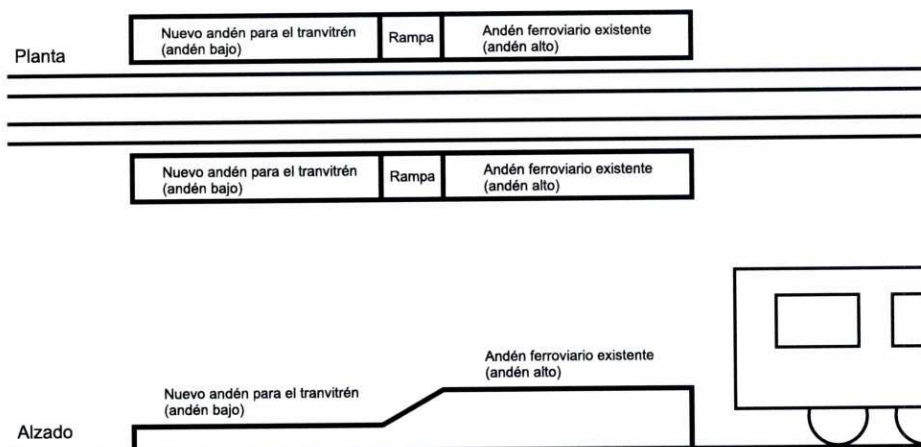 Nuevo andén para el tranvitrén
(andén bajo)
Rampa
Andén ferroviario existente
(andén alto)
Planta
Nuevo andén para el tranvitrén
(andén bajo)
Rampa
Andén ferroviario existente
(andén alto)
Andén ferroviario existente
(andén alto)
Nuevo andén para el tranvitrén
(andén bajo)
Alzado